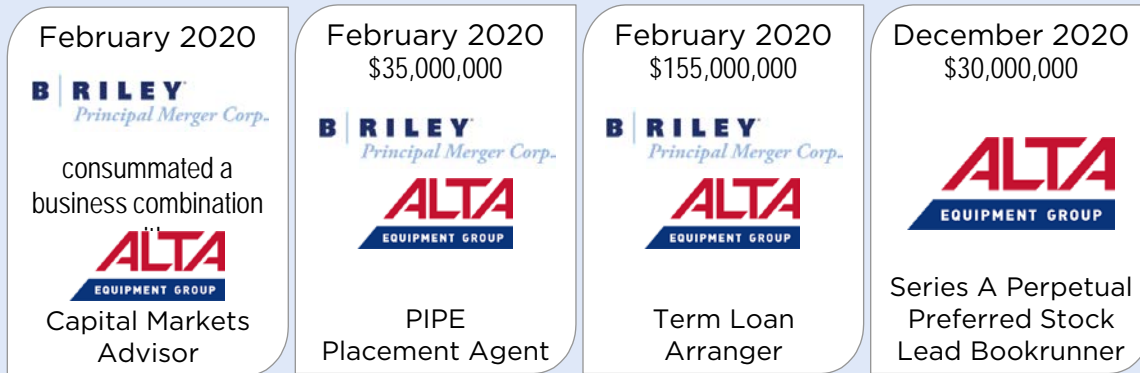 February 2020
B RILEY
Principal Merger Corp.
consummated a
business combination
ALTA
EQUIPMENT GROUP
Capital Markets
Advisor
February 2020
$35,000,000
B RILEY
Principal Merger Corp.
ALTA
EQUIPMENT GROUP
PIPE
Placement Agent
February 2020
$155,000,000
B RILEY
Principal Merger Corp.
ALTA
EQUIPMENT GROUP
Term Loan
Arranger
December 2020
$30,000,000
ALTA
EQUIPMENT GROUP
Series A Perpetual
Preferred Stock
Lead Bookrunner